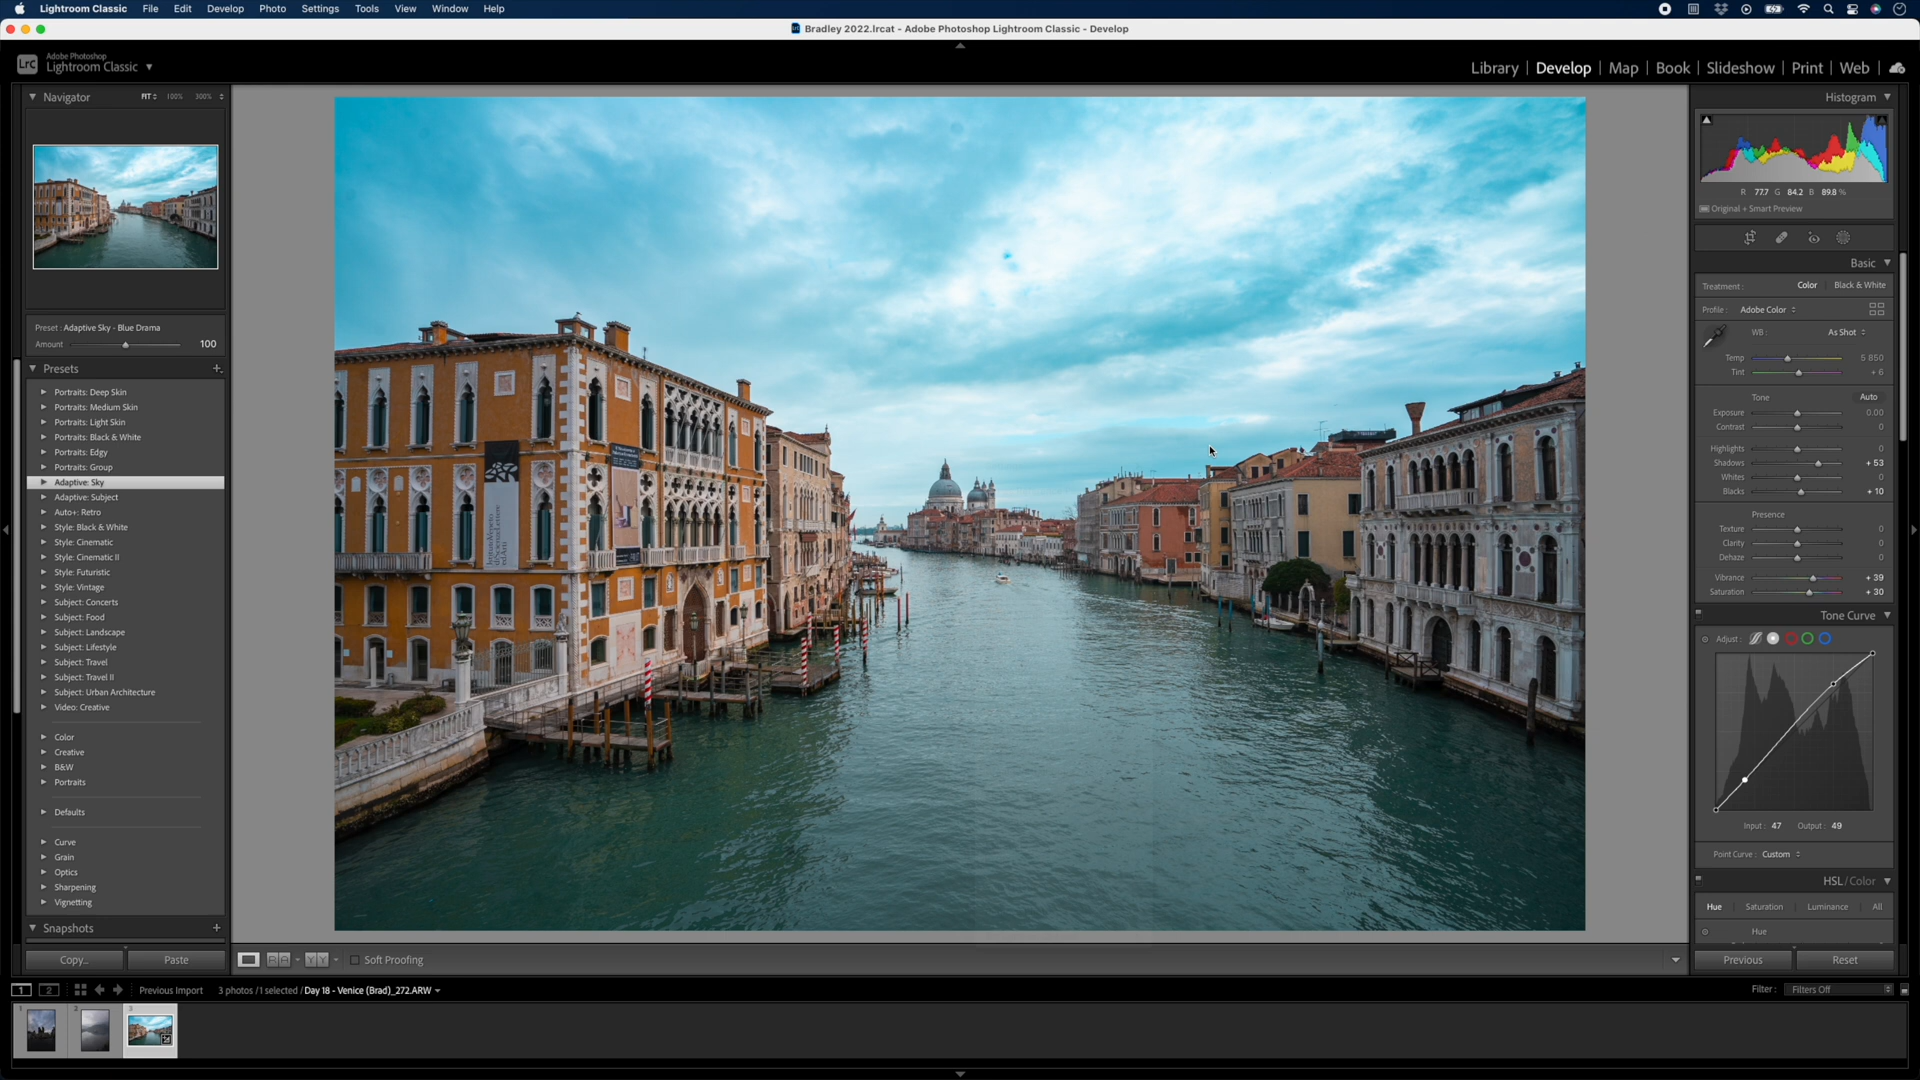 Lightroom Classic File Edit Develop Photo Settings Tools View Window Help
Bradley 2022.lrcat - Adobe Photoshop Lightroom Classic - Develop
Lrc
Adobe Photoshop
Lightroom Classic
Library | Develop | Map | Book | Slideshow | Print | Web
Navigator FIT 100% 300%
Preset : Adaptive Sky - Blue Drama
Amount 100
Presets +
Portraits: Deep Skin
Portraits: Medium Skin
Portraits: Light Skin
Portraits: Black & White
Portraits: Edgy
Portraits: Group
Adaptive: Sky
Adaptive: Subject
Auto+: Retro
Style: Black & White
Style: Cinematic
Style: Cinematic II
Style: Futuristic
Style: Vintage
Subject: Concerts
Subject: Food
Subject: Landscape
Subject: Lifestyle
Subject: Travel
Subject: Travel II
Subject: Urban Architecture
Video: Creative
Color
Creative
B&W
Portraits
Defaults
Curve
Grain
Optics
Sharpening
Vignetting
Snapshots +
Copy... Paste
Soft Proofing
Histogram
R 77.7 G 84.2 B 89.8 %
Original + Smart Preview
Basic
Treatment : Color Black & White
Profile : Adobe Color
WB : As Shot
Temp 5 850
Tint + 6
Tone Auto
Exposure 0.00
Contrast 0
Highlights 0
Shadows + 53
Whites 0
Blacks + 10
Presence
Texture 0
Clarity 0
Dehaze 0
Vibrance + 39
Saturation + 30
Tone Curve
Adjust :
Input : 47 Output : 49
Point Curve : Custom
HSL / Color
Hue Saturation Luminance All
Hue
Previous Reset
1 2 Previous Import 3 photos / 1 selected / Day 18 - Venice (Brad)_272.ARW
Filter : Filters Off
1 2 3